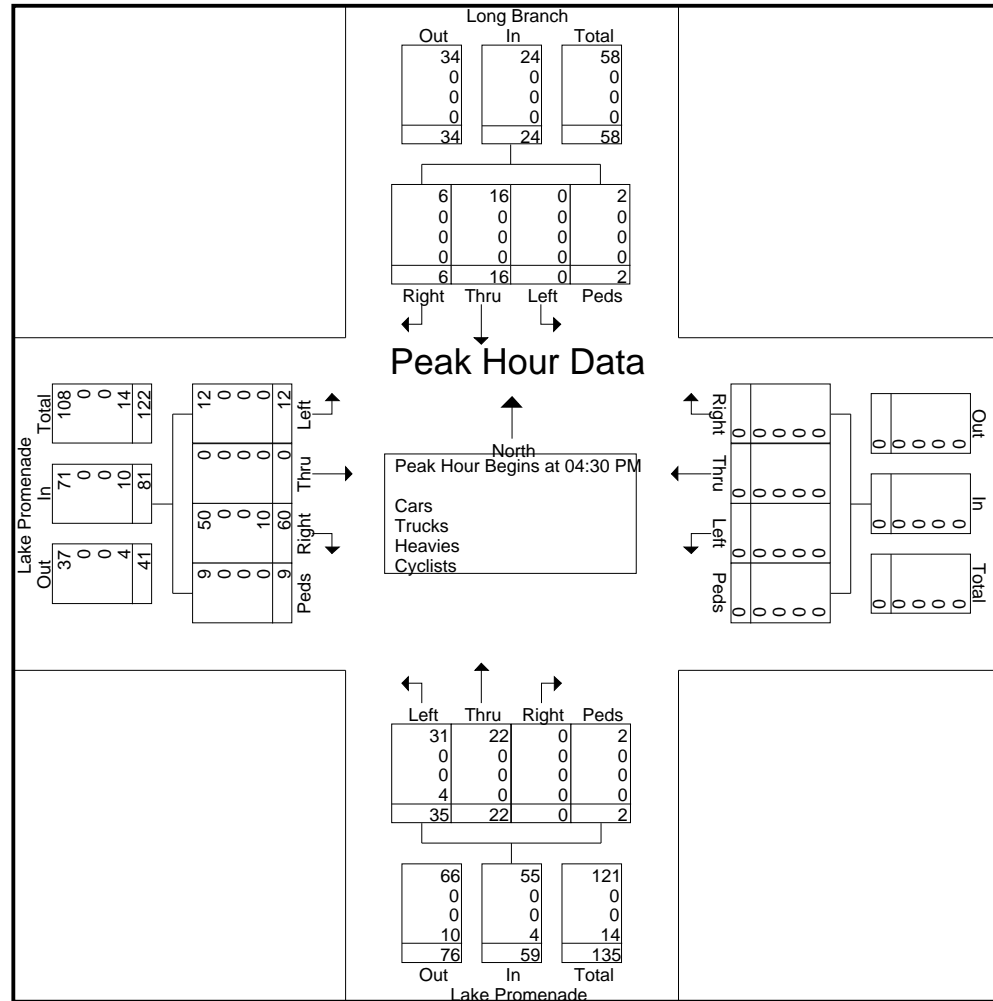 Long Branch
Out In Total
34 24 58
0 0 0
0 0 0
0 0 0
34 24 58
6 16 0 2
0 0 0 0
0 0 0 0
0 0 0 0
6 16 0 2
Right Thru Left Peds
Peak Hour Data
North
Peak Hour Begins at 04:30 PM
Cars
Trucks
Heavies
Cyclists
Lake Promenade
Total
108 0 0 14 122
In
71 0 0 10 81
Out
37 0 0 4 41
12 0 0 0 12
Left
0 0 0 0 0
Thru
50 0 0 10 60
Right
9 0 0 0 9
Peds
Right
0 0 0 0 0
Thru
0 0 0 0 0
Left
0 0 0 0 0
Peds
0 0 0 0 0
Out
0 0 0 0 0
In
0 0 0 0 0
Total
0 0 0 0 0
Left Thru Right Peds
31 22 0 2
0 0 0 0
0 0 0 0
4 0 0 0
35 22 0 2
66 55 121
0 0 0
0 0 0
10 4 14
76 59 135
Out In Total
Lake Promenade